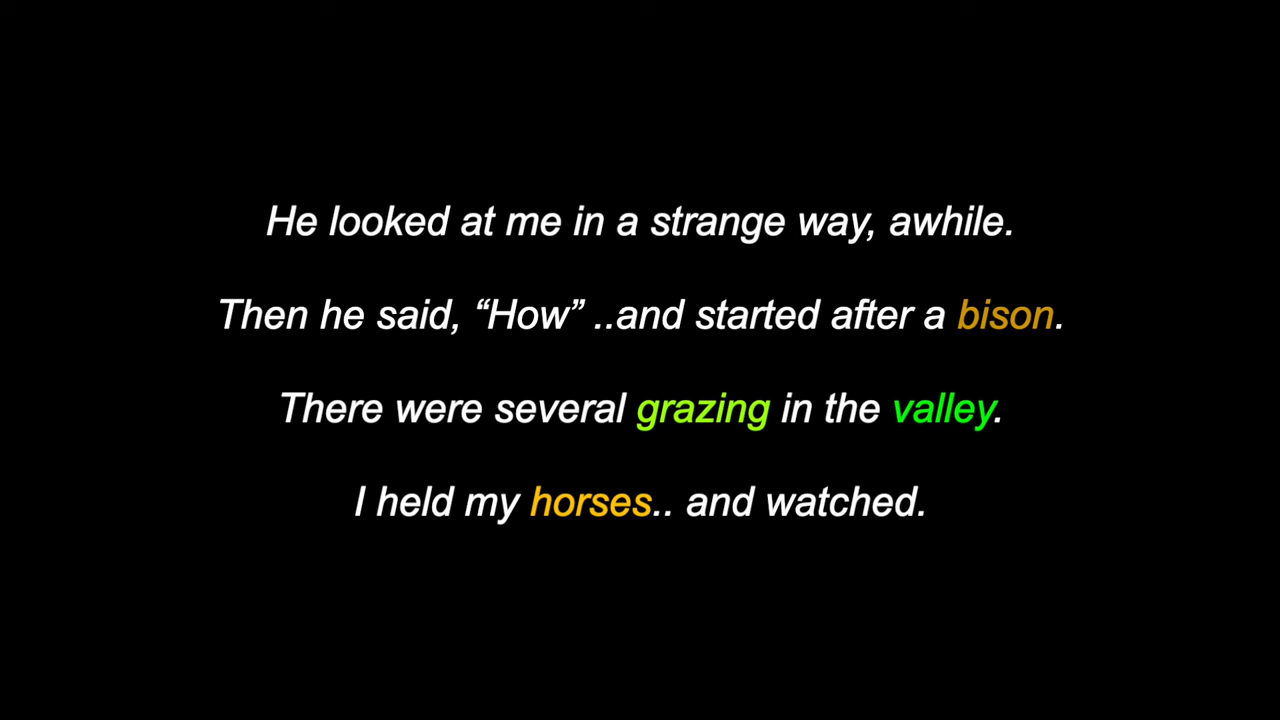 He looked at me in a strange way, awhile.
Then he said, “How” ..and started after a bison.
There were several grazing in the valley.
I held my horses.. and watched.